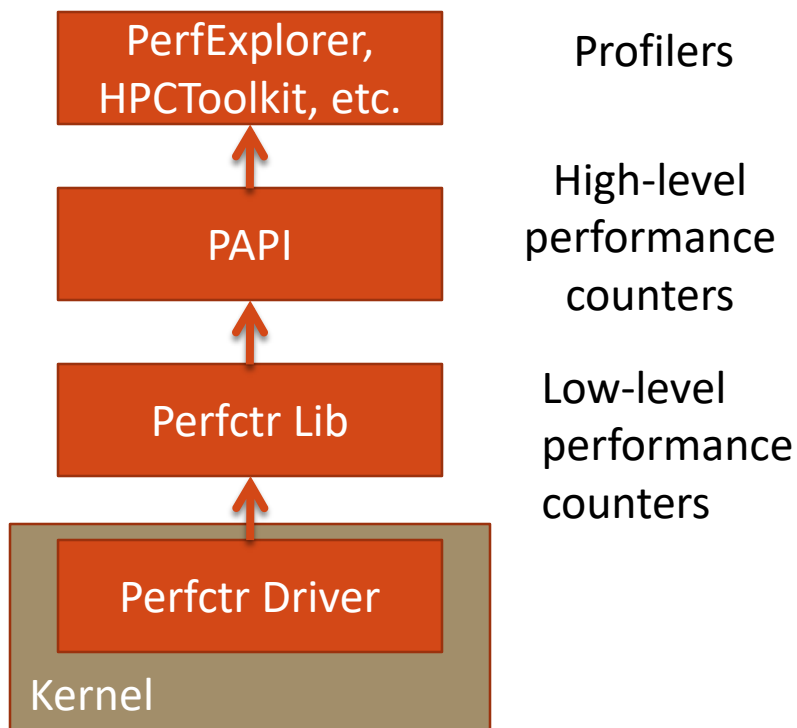 PerfExplorer,
HPCToolkit, etc.
Profilers
PAPI
High-level
performance
counters
Perfctr Lib
Low-level
performance
counters
Perfctr Driver
Kernel